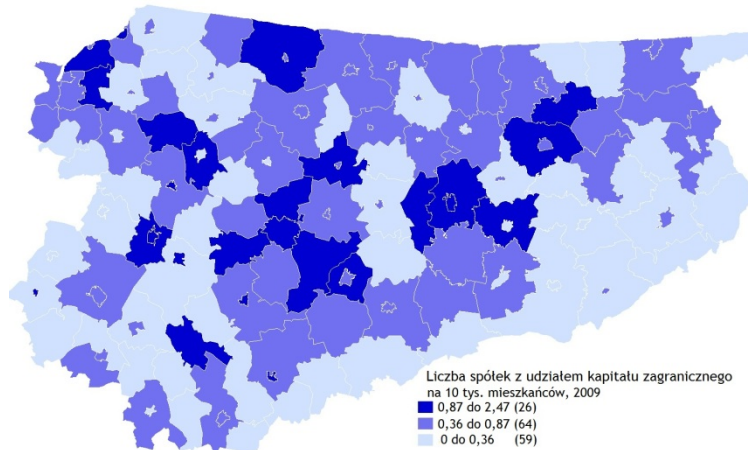 Liczba spółek z udziałem kapitału zagranicznego
na 10 tys. mieszkańców, 2009
0,87 do 2,47 (26)
0,36 do 0,87 (64)
0 do 0,36 (59)